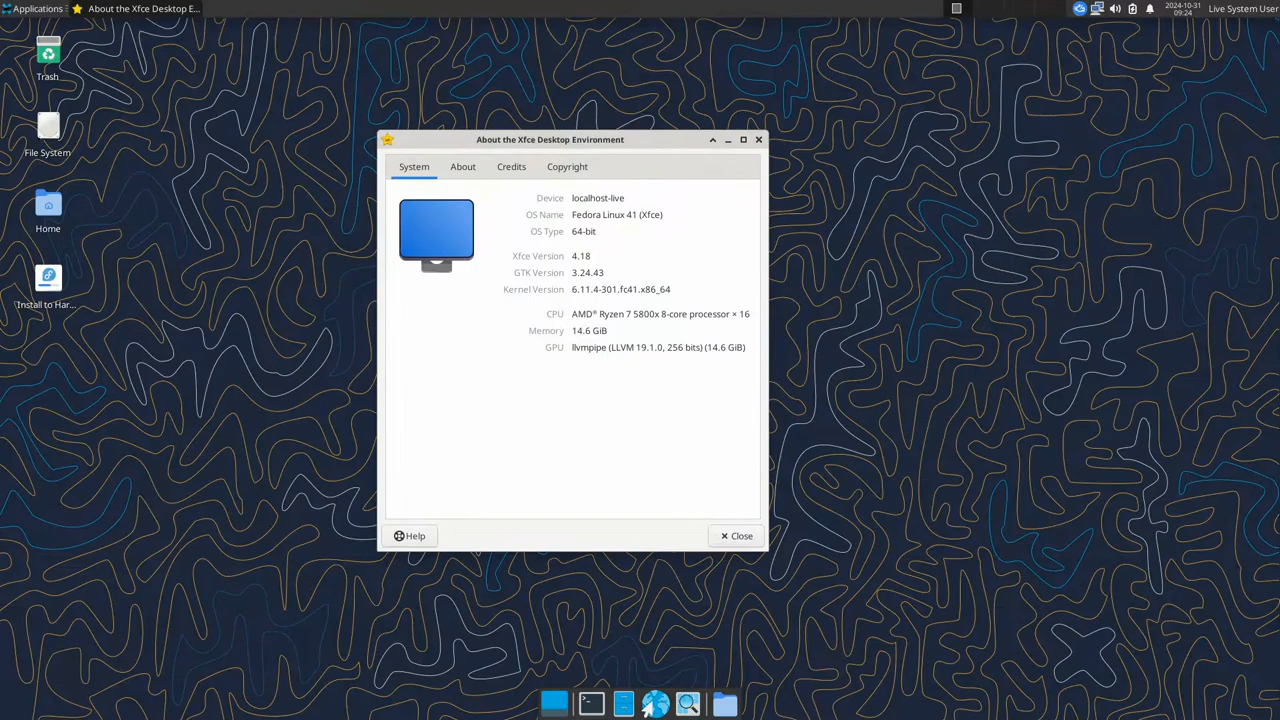 Applications
About the Xfce Desktop E...
2024-10-31
09:24
Live System User
Trash
File System
Home
Install to Har...
About the Xfce Desktop Environment
System About Credits Copyright
Device localhost-live
OS Name Fedora Linux 41 (Xfce)
OS Type 64-bit
Xfce Version 4.18
GTK Version 3.24.43
Kernel Version 6.11.4-301.fc41.x86_64
CPU AMD® Ryzen 7 5800x 8-core processor × 16
Memory 14.6 GiB
GPU llvmpipe (LLVM 19.1.0, 256 bits) (14.6 GiB)
Help Close